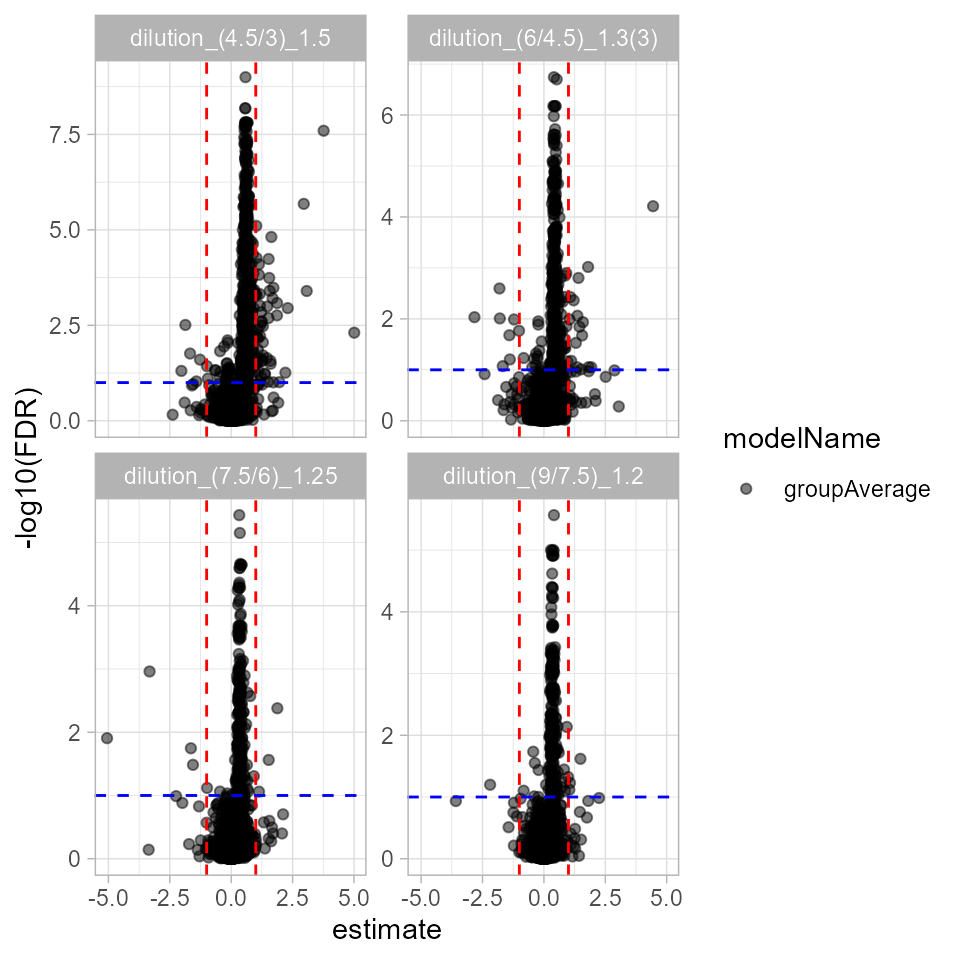 dilution_(4.5/3)_1.5
dilution_(6/4.5)_1.3(3)
7.5
5.0
2.5
0.0
6
4
2
0
-log10(FDR)
modelName
groupAverage
dilution_(7.5/6)_1.25
dilution_(9/7.5)_1.2
4
2
0
4
2
0
-5.0 -2.5 0.0 2.5 5.0
-5.0 -2.5 0.0 2.5 5.0
estimate